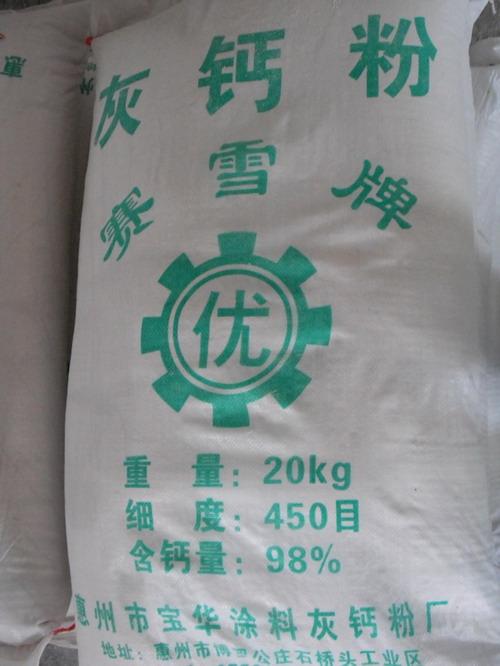 灰钙粉
赛雪牌
优
重量：20kg
细度：450目
含钙量：98%
惠州市宝华涂料灰钙粉厂
地址：惠州市博罗公庄石桥头工业区
惠